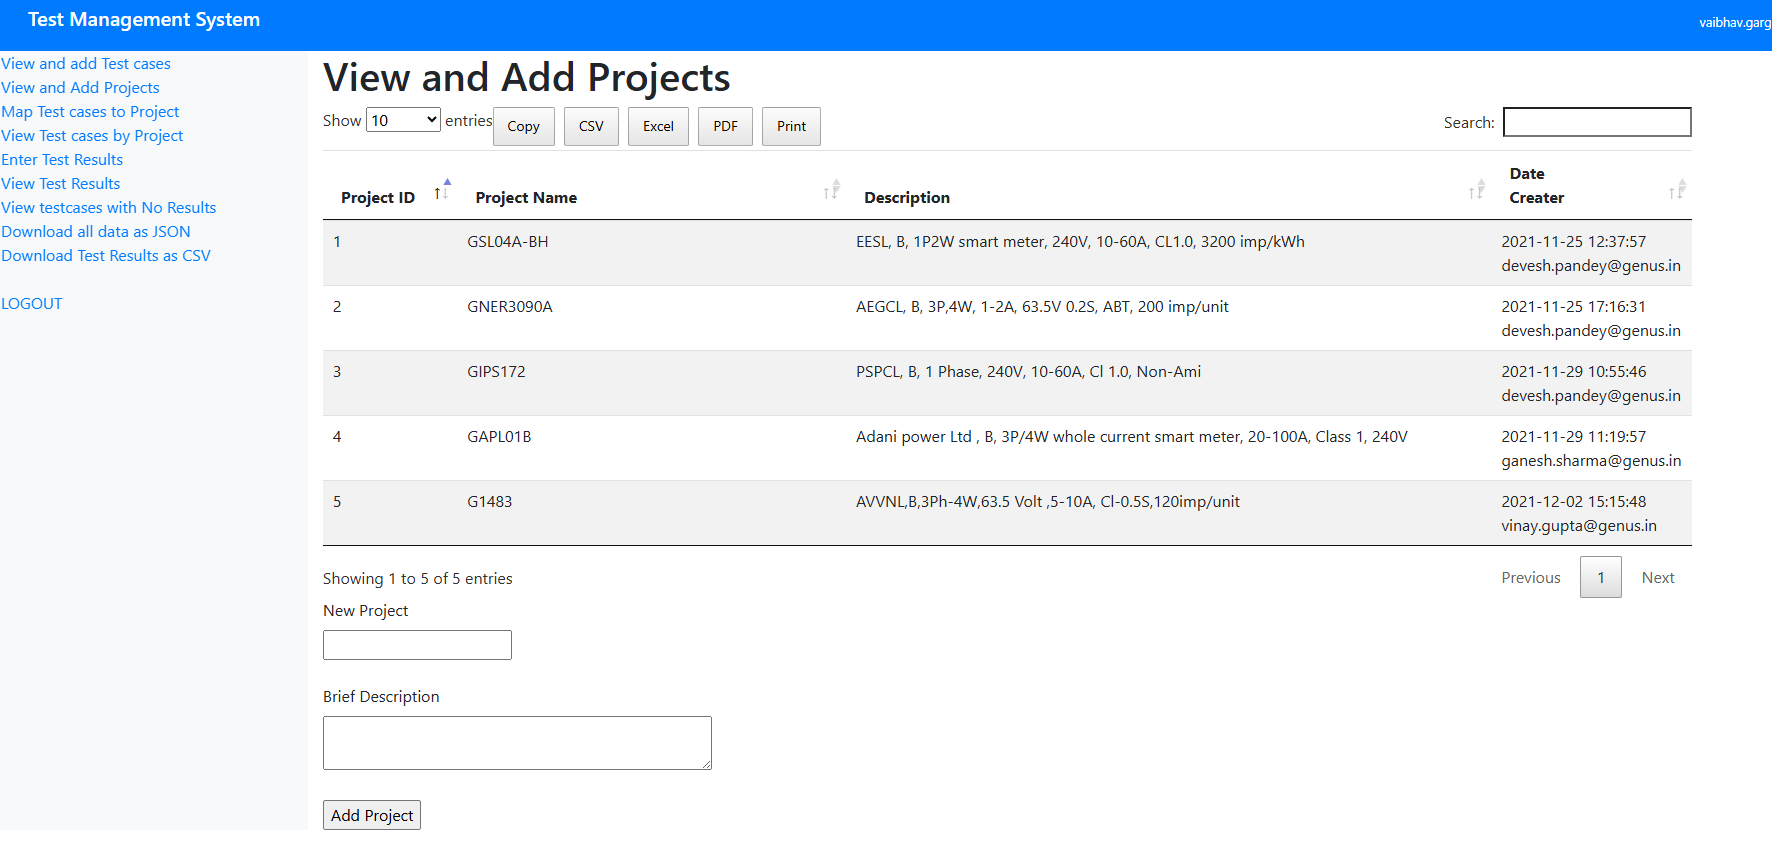 Test Management System
vaibhav.garg
View and add Test cases
View and Add Projects
Map Test cases to Project
View Test cases by Project
Enter Test Results
View Test Results
View testcases with No Results
Download all data as JSON
Download Test Results as CSV
LOGOUT
View and Add Projects
Show 10 entries Copy CSV Excel PDF Print Search:
Project ID Project Name Description Date Creater
1 GSL04A-BH EESL, B, 1P2W smart meter, 240V, 10-60A, CL1.0, 3200 imp/kWh 2021-11-25 12:37:57
devesh.pandey@genus.in
2 GNER3090A AEGCL, B, 3P,4W, 1-2A, 63.5V 0.2S, ABT, 200 imp/unit 2021-11-25 17:16:31
devesh.pandey@genus.in
3 GIPS172 PSPCL, B, 1 Phase, 240V, 10-60A, Cl 1.0, Non-Ami 2021-11-29 10:55:46
devesh.pandey@genus.in
4 GAPL01B Adani power Ltd , B, 3P/4W whole current smart meter, 20-100A, Class 1, 240V 2021-11-29 11:19:57
ganesh.sharma@genus.in
5 G1483 AVVNL,B,3Ph-4W,63.5 Volt ,5-10A, Cl-0.5S,120imp/unit 2021-12-02 15:15:48
vinay.gupta@genus.in
Showing 1 to 5 of 5 entries Previous 1 Next
New Project
Brief Description
Add Project